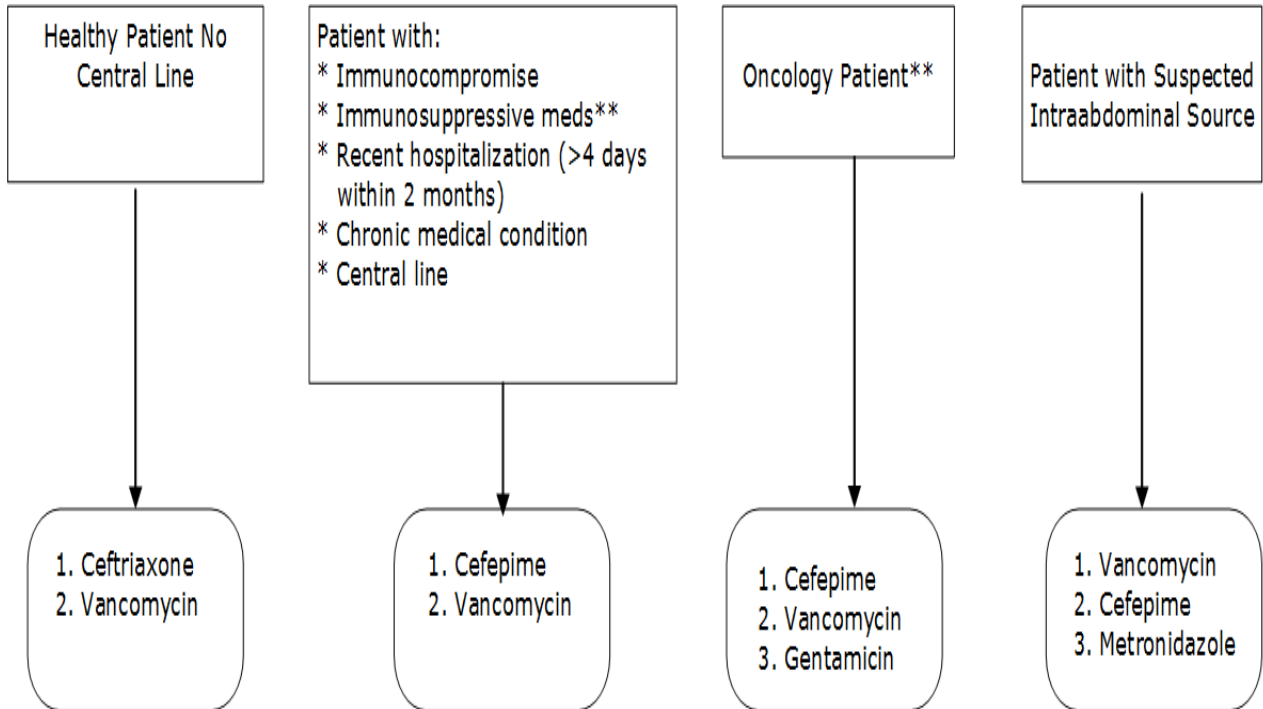 Healthy Patient No
Central Line
Patient with:
* Immunocompromise
* Immunosuppressive meds**
* Recent hospitalization (>4 days
within 2 months)
* Chronic medical condition
* Central line
Oncology Patient**
Patient with Suspected
Intraabdominal Source
1. Ceftriaxone
2. Vancomycin
1. Cefepime
2. Vancomycin
1. Cefepime
2. Vancomycin
3. Gentamicin
1. Vancomycin
2. Cefepime
3. Metronidazole